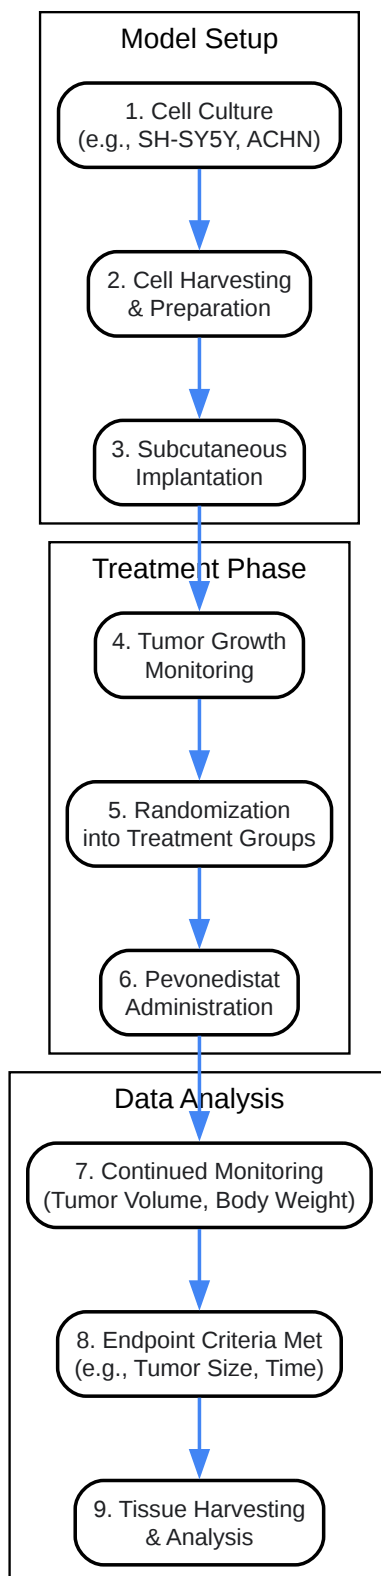 Model Setup
1. Cell Culture
(e.g., SH-SY5Y, ACHN)
2. Cell Harvesting
& Preparation
3. Subcutaneous
Implantation
Treatment Phase
4. Tumor Growth
Monitoring
5. Randomization
into Treatment Groups
6. Pevonedistat
Administration
Data Analysis
7. Continued Monitoring
(Tumor Volume, Body Weight)
8. Endpoint Criteria Met
(e.g., Tumor Size, Time)
9. Tissue Harvesting
& Analysis